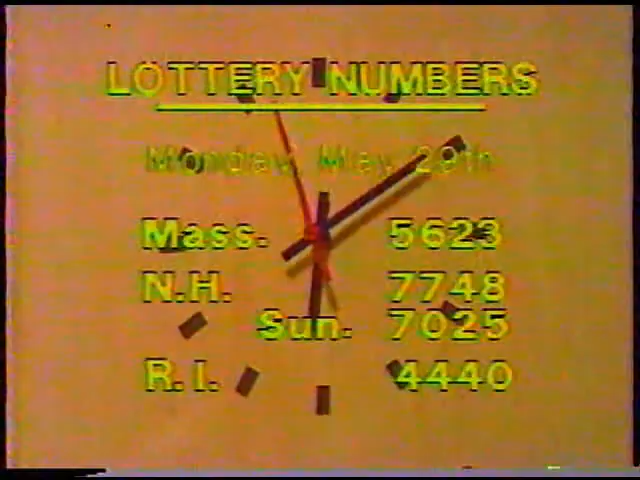 LOTTERY NUMBERS
Monday, May 29th
Mass. 5623
N.H. 7748
Sun. 7025
R.I. 4440